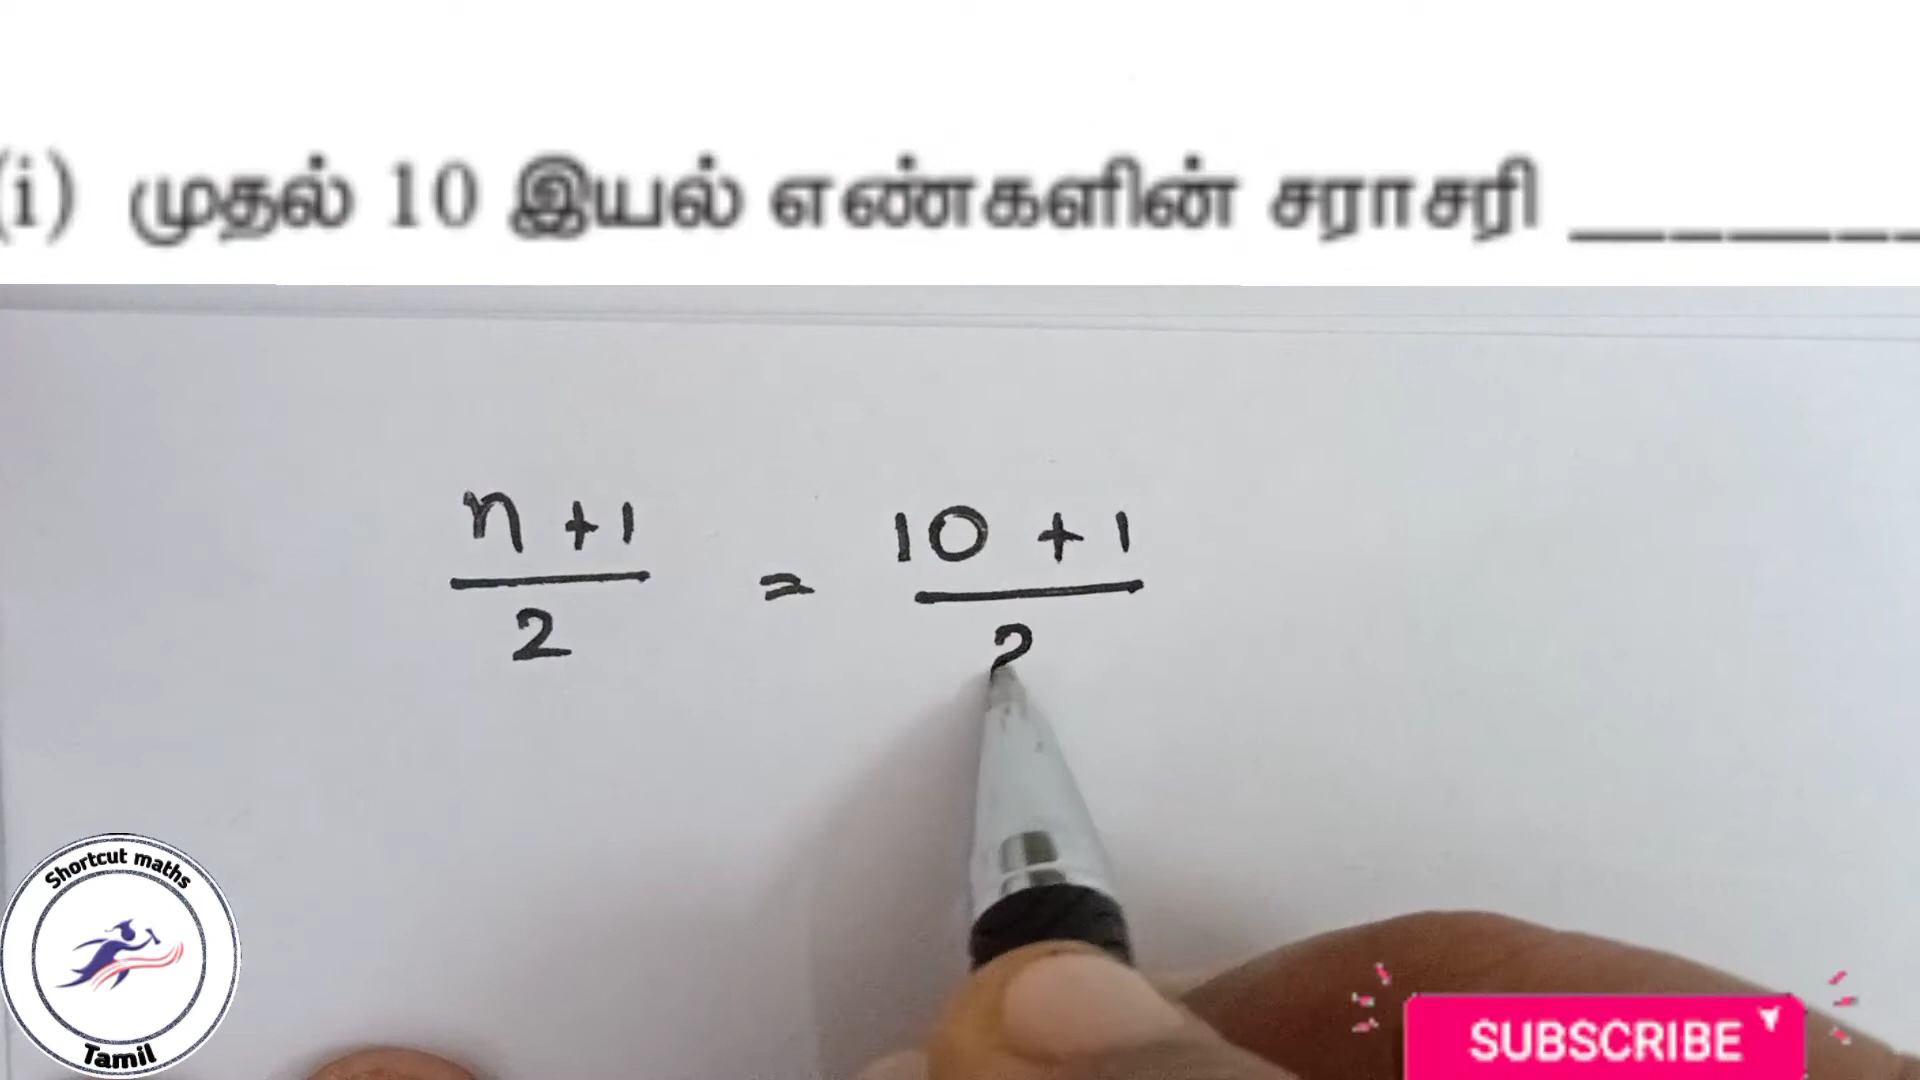 (i) முதல் 10 இயல் எண்களின் சராசரி ________
n + 1 = 10 + 1
2 2
Shortcut maths
Tamil
SUBSCRIBE